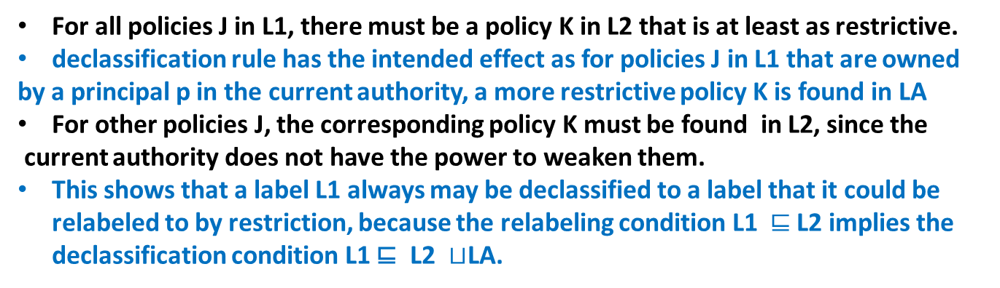 • For all policies J in L1, there must be a policy K in L2 that is at least as restrictive.
• declassification rule has the intended effect as for policies J in L1 that are owned
by a principal p in the current authority, a more restrictive policy K is found in LA
• For other policies J, the corresponding policy K must be found in L2, since the
current authority does not have the power to weaken them.
• This shows that a label L1 always may be declassified to a label that it could be
relabeled to by restriction, because the relabeling condition L1 ⊑ L2 implies the
declassification condition L1 ⊑ L2 ⊔LA.